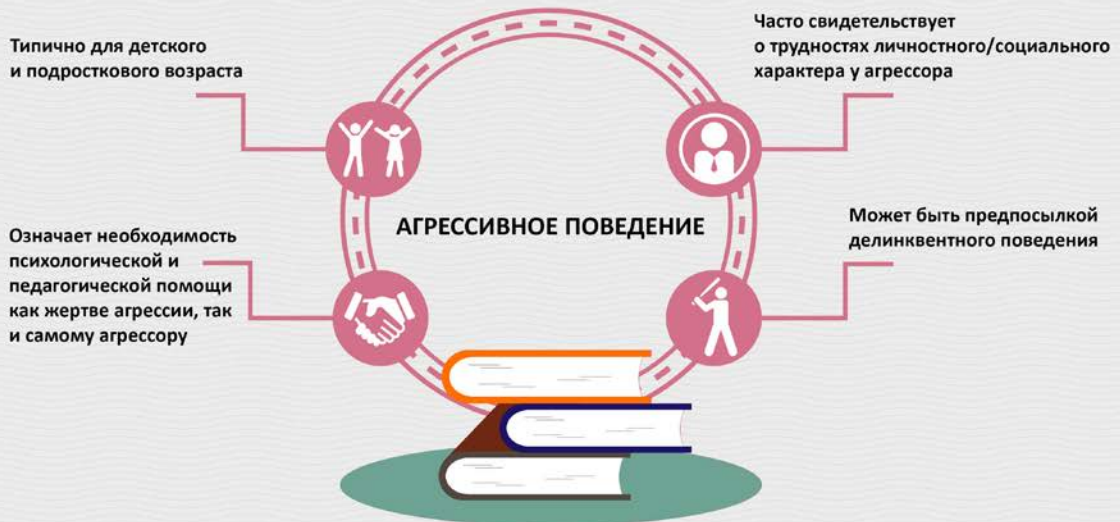 Типично для детского
и подросткового возраста
Часто свидетельствует
о трудностях личностного/социального
характера у агрессора
АГРЕССИВНОЕ ПОВЕДЕНИЕ
Означает необходимость
психологической и
педагогической помощи
как жертве агрессии, так
и самому агрессору
Может быть предпосылкой
делинквентного поведения